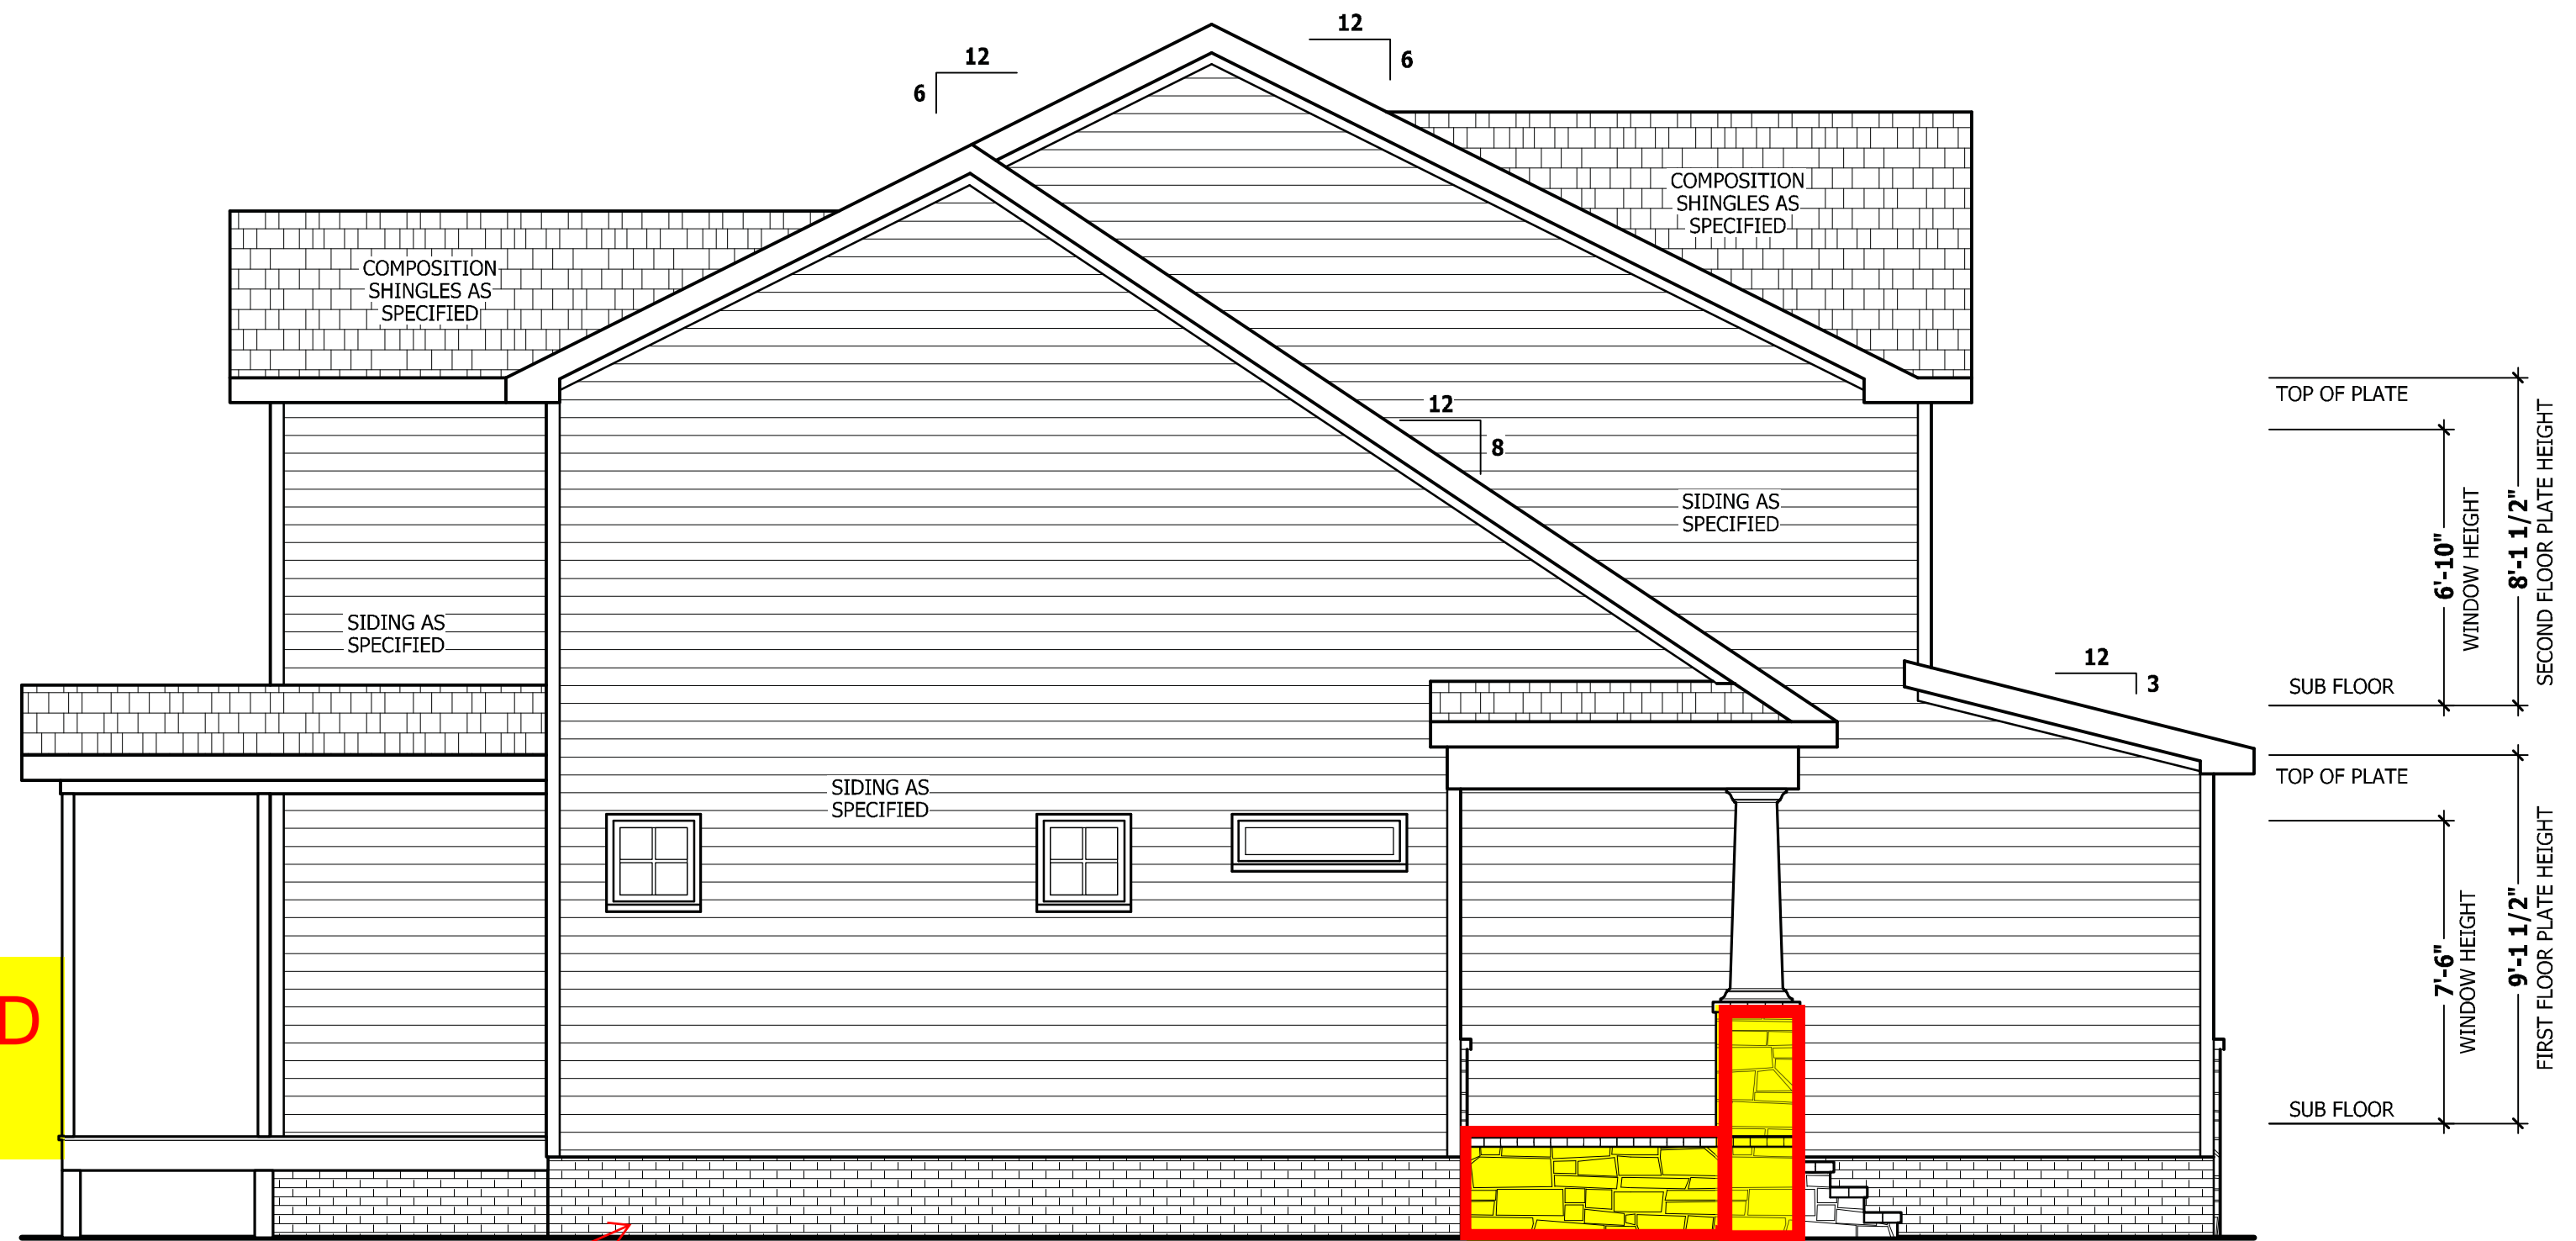 12
6
12
6
COMPOSITION
SHINGLES AS
SPECIFIED
COMPOSITION
SHINGLES AS
SPECIFIED
12
8
SIDING AS
SPECIFIED
SIDING AS
SPECIFIED
SIDING AS
SPECIFIED
12
3
TOP OF PLATE
6'-10"
WINDOW HEIGHT
8'-1 1/2"
SECOND FLOOR PLATE HEIGHT
SUB FLOOR
TOP OF PLATE
7'-6"
WINDOW HEIGHT
9'-1 1/2"
FIRST FLOOR PLATE HEIGHT
SUB FLOOR
D